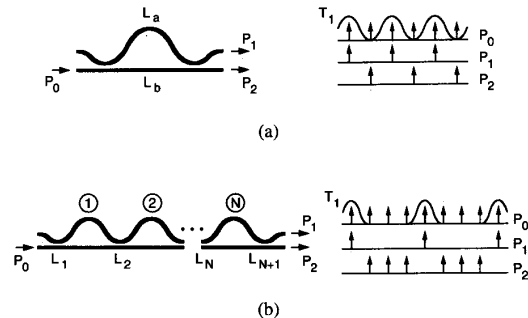 L_a
P_0 P_1
L_b P_2
T_1
P_0
P_1
P_2
(a)
1 2 N
P_0 ... P_1
L_1 L_2 L_N L_{N+1} P_2
T_1
P_0
P_1
P_2
(b)